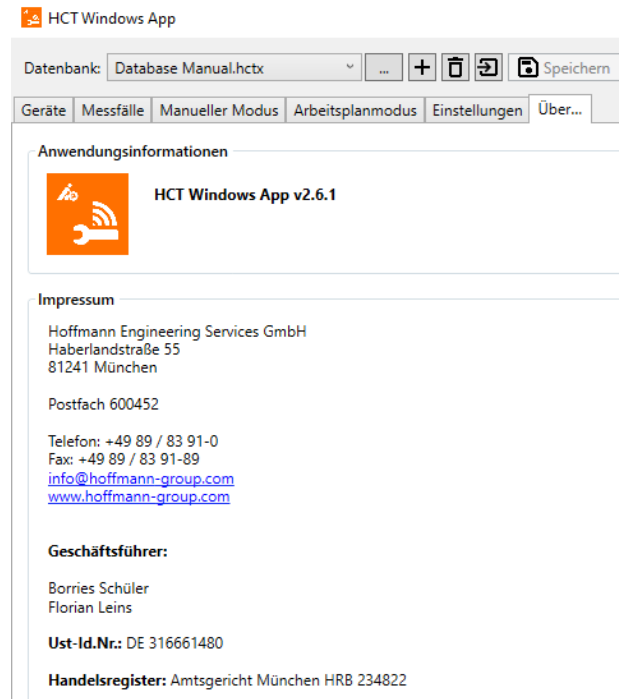 HCT Windows App
Datenbank: Database Manual.hctx ... Speichern
Geräte Messfälle Manueller Modus Arbeitsplanmodus Einstellungen Über...
Anwendungsinformationen
HCT Windows App v2.6.1
Impressum
Hoffmann Engineering Services GmbH
Haberlandstraße 55
81241 München
Postfach 600452
Telefon: +49 89 / 83 91-0
Fax: +49 89 / 83 91-89
info@hoffmann-group.com
www.hoffmann-group.com
Geschäftsführer:
Borries Schüler
Florian Leins
Ust-Id.Nr.: DE 316661480
Handelsregister: Amtsgericht München HRB 234822